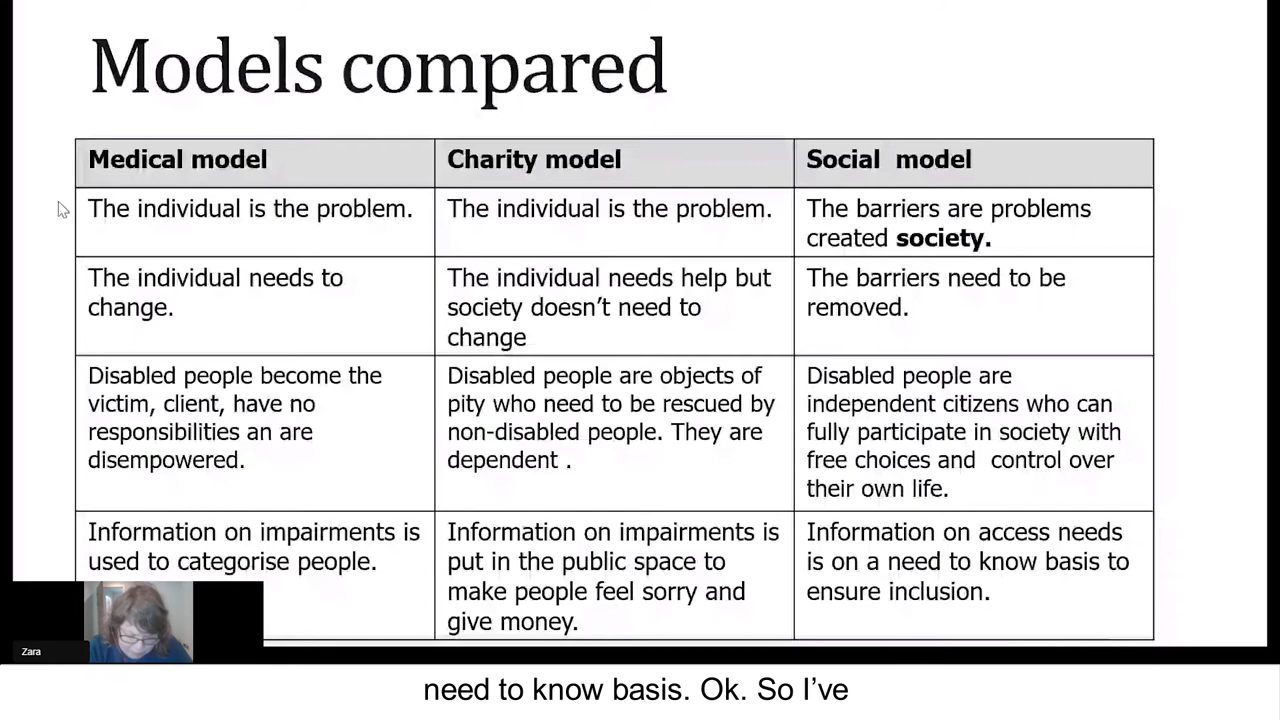 Models compared
Medical model
Charity model
Social model
The individual is the problem.
The individual is the problem.
The barriers are problems
created society.
The individual needs to
change.
The individual needs help but
society doesn’t need to
change
The barriers need to be
removed.
Disabled people become the
victim, client, have no
responsibilities an are
disempowered.
Disabled people are objects of
pity who need to be rescued by
non-disabled people. They are
dependent .
Disabled people are
independent citizens who can
fully participate in society with
free choices and control over
their own life.
Information on impairments is
used to categorise people.
Information on impairments is
put in the public space to
make people feel sorry and
give money.
Information on access needs
is on a need to know basis to
ensure inclusion.
Zara
need to know basis. Ok. So I’ve